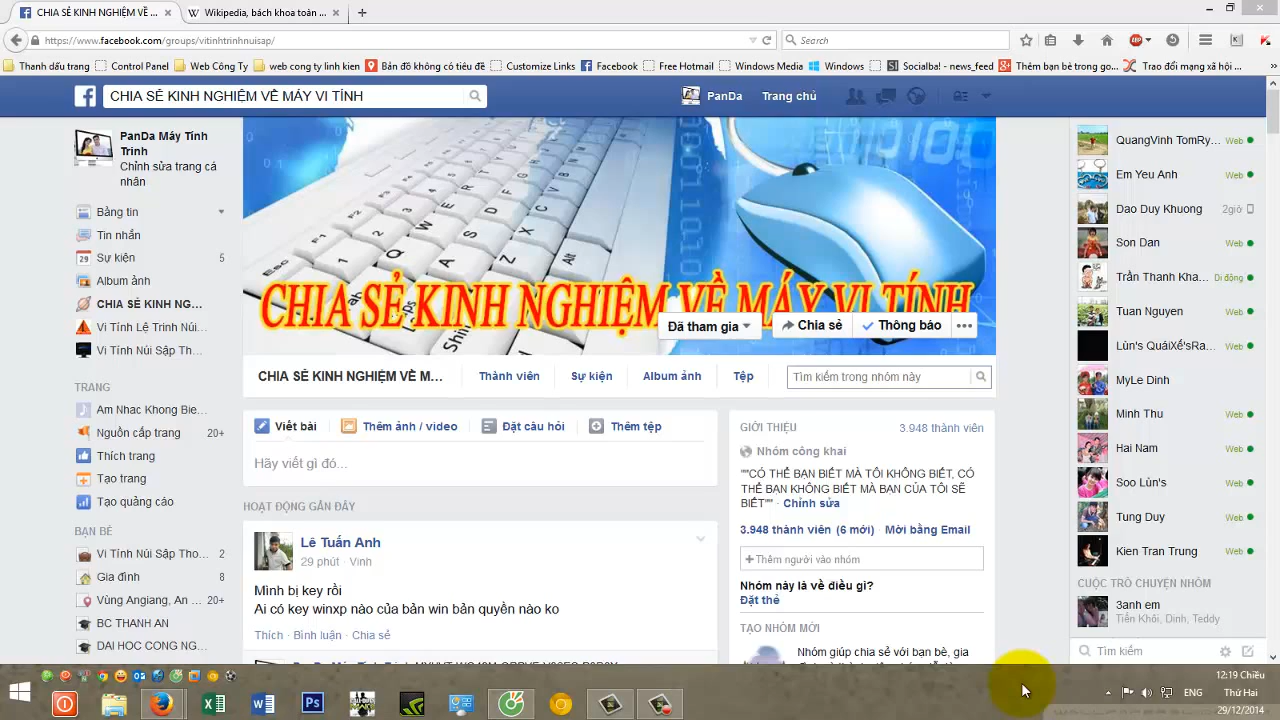 CHIA SẺ KINH NGHIỆM VỀ ...
Wikipedia, bách khoa toàn ...
https://www.facebook.com/groups/vitinhtrinhnuisap/
Search
Thanh dấu trang
Control Panel
Web Công Ty
web cong ty linh kien
Bản đồ không có tiêu đề
Customize Links
Facebook
Free Hotmail
Windows Media
Windows
Socialba! - news_feed
Thêm bạn bè trong go...
Trao đổi mạng xã hội ...
CHIA SẺ KINH NGHIỆM VỀ MÁY VI TÍNH
PanDa
Trang chủ
PanDa Máy Tính
Trinh
Chỉnh sửa trang cá
nhân
Bảng tin
Tin nhắn
Sự kiện 5
Album ảnh
CHIA SẺ KINH NG...
Vi Tính Lệ Trinh Núi...
Vi Tính Núi Sập Th...
TRANG
Am Nhac Khong Bie...
Nguồn cấp trang 20+
Thích trang
Tạo trang
Tạo quảng cáo
BẠN BÈ
Vi Tính Núi Sập Tho... 2
Gia đình 8
Vùng Angiang, An ... 20+
BC THANH AN
DAI HOC CONG NG...
CHIA SẺ KINH NGHIỆM VỀ MÁY VI TÍNH
Đã tham gia
Chia sẻ
Thông báo
CHIA SẺ KINH NGHIỆM VỀ M...
Thành viên
Sự kiện
Album ảnh
Tệp
Tìm kiếm trong nhóm này
Viết bài
Thêm ảnh / video
Đặt câu hỏi
Thêm tệp
Hãy viết gì đó...
HOẠT ĐỘNG GẦN ĐÂY
Lê Tuấn Anh
29 phút · Vinh
Mình bị key rồi
Ai có key winxp nào của bản win bản quyền nào ko
Thích · Bình luận · Chia sẻ
GIỚI THIỆU
3.948 thành viên
Nhóm công khai
""CÓ THỂ BẠN BIẾT MÀ TÔI KHÔNG BIẾT, CÓ
THỂ BẠN KHÔNG BIẾT MÀ BẠN CỦA TÔI SẼ
BIẾT"" · Chỉnh sửa
3.948 thành viên (6 mới) · Mời bằng Email
Thêm người vào nhóm
Nhóm này là về điều gì?
Đặt thẻ
TẠO NHÓM MỚI
Nhóm giúp chia sẻ với bạn bè, gia
QuangVinh TomRy... Web
Em Yeu Anh Web
Dao Duy Khuong 2giờ
Son Dan Web
Trần Thanh Kha... Di động
Tuan Nguyen Web
Lùn's QuáiXế'sRa... Web
MyLe Dinh
Minh Thu Web
Hai Nam Web
Soo Lùn's Web
Tung Duy Web
Kien Tran Trung Web
CUỘC TRÒ CHUYỆN NHÓM
3anh em
Tiến Khôi, Dinh, Teddy
Tìm kiếm
ENG
12:19 Chiều
Thứ Hai
29/12/2014